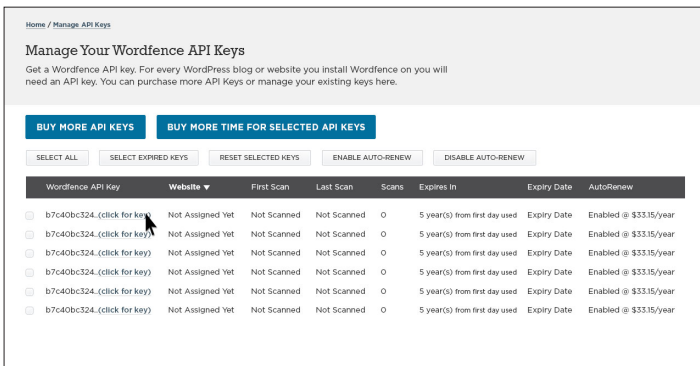 Home / Manage API Keys
Manage Your Wordfence API Keys
Get a Wordfence API key. For every WordPress blog or website you install Wordfence on you will
need an API key. You can purchase more API Keys or manage your existing keys here.
BUY MORE API KEYS BUY MORE TIME FOR SELECTED API KEYS
SELECT ALL SELECT EXPIRED KEYS RESET SELECTED KEYS ENABLE AUTO-RENEW DISABLE AUTO-RENEW
Wordfence API Key Website ▼ First Scan Last Scan Scans Expires In Expiry Date AutoRenew
b7c40bc324..(click for key) Not Assigned Yet Not Scanned Not Scanned 0 5 year(s) from first day used Expiry Date Enabled @ $33.15/year
b7c40bc324..(click for key) Not Assigned Yet Not Scanned Not Scanned 0 5 year(s) from first day used Expiry Date Enabled @ $33.15/year
b7c40bc324..(click for key) Not Assigned Yet Not Scanned Not Scanned 0 5 year(s) from first day used Expiry Date Enabled @ $33.15/year
b7c40bc324..(click for key) Not Assigned Yet Not Scanned Not Scanned 0 5 year(s) from first day used Expiry Date Enabled @ $33.15/year
b7c40bc324..(click for key) Not Assigned Yet Not Scanned Not Scanned 0 5 year(s) from first day used Expiry Date Enabled @ $33.15/year
b7c40bc324..(click for key) Not Assigned Yet Not Scanned Not Scanned 0 5 year(s) from first day used Expiry Date Enabled @ $33.15/year